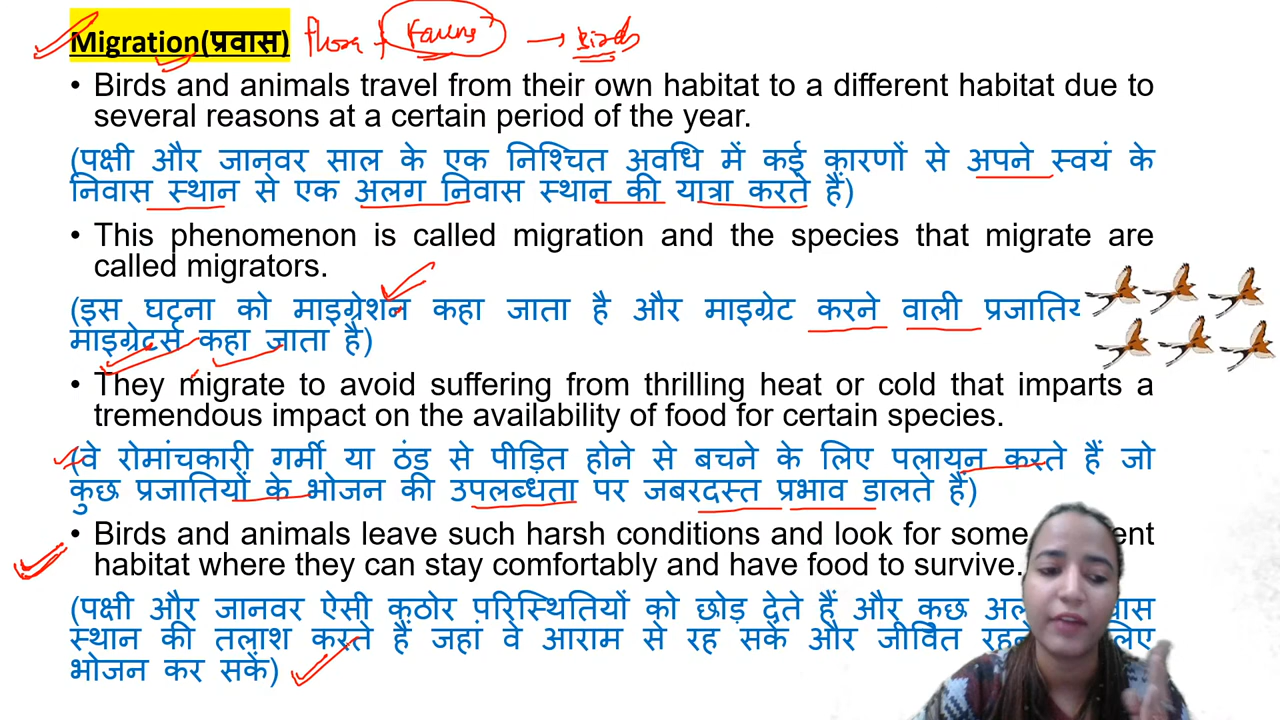 Migration(प्रवास) flora + fauna → Birds
• Birds and animals travel from their own habitat to a different habitat due to
several reasons at a certain period of the year.
(पक्षी और जानवर साल के एक निश्चित अवधि में कई कारणों से अपने स्वयं के
निवास स्थान से एक अलग निवास स्थान की यात्रा करते हैं)
• This phenomenon is called migration and the species that migrate are
called migrators.
(इस घटना को माइग्रेशन कहा जाता है और माइग्रेट करने वाली
माइग्रेटर्स कहा जाता है)
• They migrate to avoid suffering from thrilling heat or cold that imparts a
tremendous impact on the availability of food for certain species.
(वे रोमांचकारी गर्मी या ठंड से पीड़ित होने से बचने के लिए पलायन करते हैं जो
कुछ प्रजातियों के भोजन की उपलब्धता पर जबरदस्त प्रभाव डालते हैं)
• Birds and animals leave such harsh conditions and look for some
habitat where they can stay comfortably and have food to survive.
(पक्षी और जानवर ऐसी कठोर परिस्थितियों को छोड़ देते हैं और कुछ
स्थान की तलाश करते हैं जहां वे आराम से रह सकें और जीवित
भोजन कर सकें)